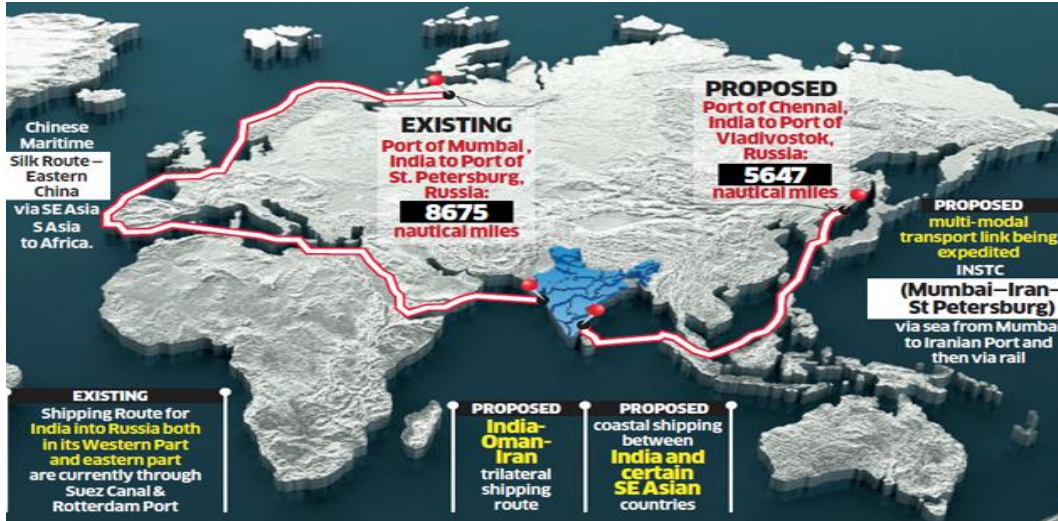 Chinese
Maritime
Silk Route –
Eastern
China
via SE Asia
S Asia
to Africa.
EXISTING
Port of Mumbai,
India to Port of
St. Petersburg,
Russia:
8675
nautical miles
PROPOSED
Port of Chennai,
India to Port of
Vladivostok,
Russia:
5647
nautical miles
PROPOSED
multi-modal
transport link being
expedited
INSTC
(Mumbai–Iran–
St Petersburg)
via sea from Mumba
to Iranian Port and
then via rail
EXISTING
Shipping Route for
India into Russia both
in its Western Part
and eastern part
are currently through
Suez Canal &
Rotterdam Port
PROPOSED
India-
Oman-
Iran
trilateral
shipping
route
PROPOSED
coastal shipping
between
India and
certain
SE Asian
countries